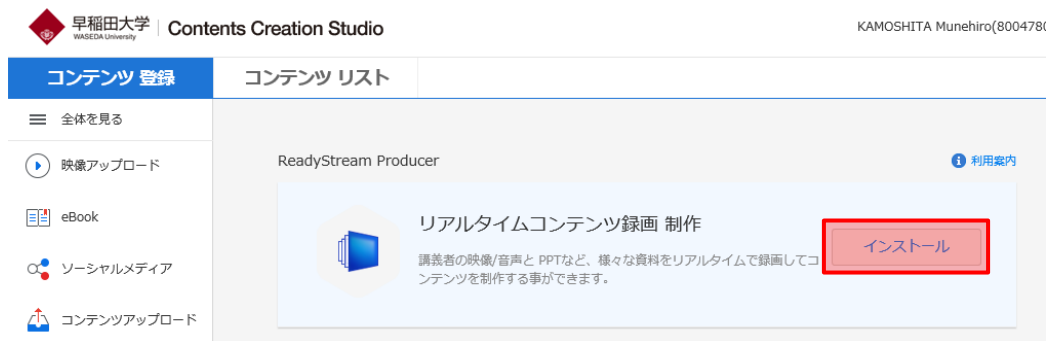 早稲田大学 Contents Creation Studio KAMOSHITA Munehiro(8004780
WASEDA University
コンテンツ 登録 コンテンツ リスト
全体を見る
映像アップロード
ReadyStream Producer 利用案内
eBook
リアルタイムコンテンツ録画 制作
インストール
講義者の映像/音声と PPTなど、様々な資料をリアルタイムで録画してコ
ンテンツを制作する事ができます。
ソーシャルメディア
コンテンツアップロード